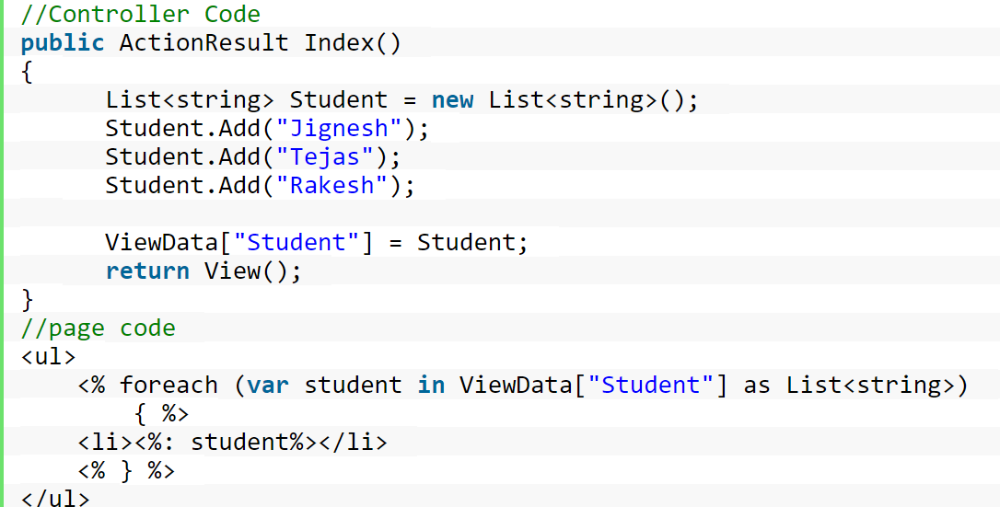 //Controller Code
public ActionResult Index()
{
      List<string> Student = new List<string>();
      Student.Add("Jignesh");
      Student.Add("Tejas");
      Student.Add("Rakesh");

      ViewData["Student"] = Student;
      return View();
}
//page code
<ul>
    <% foreach (var student in ViewData["Student"] as List<string>)
        { %>
    <li><%: student%></li>
    <% } %>
</ul>